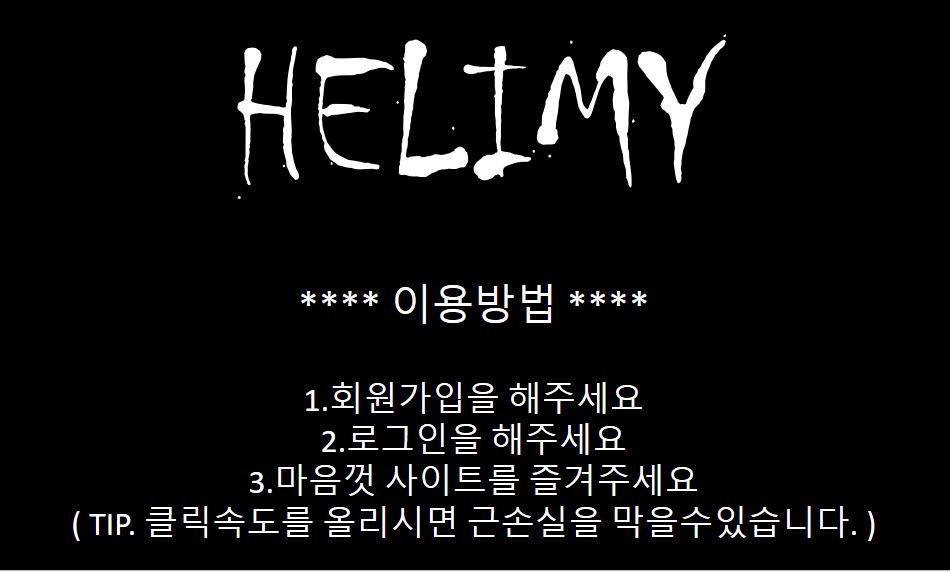 HELIMY
**** 이용방법 ****
1.회원가입을 해주세요
2.로그인을 해주세요
3.마음껏 사이트를 즐겨주세요
( TIP. 클릭속도를 올리시면 근손실을 막을수있습니다. )